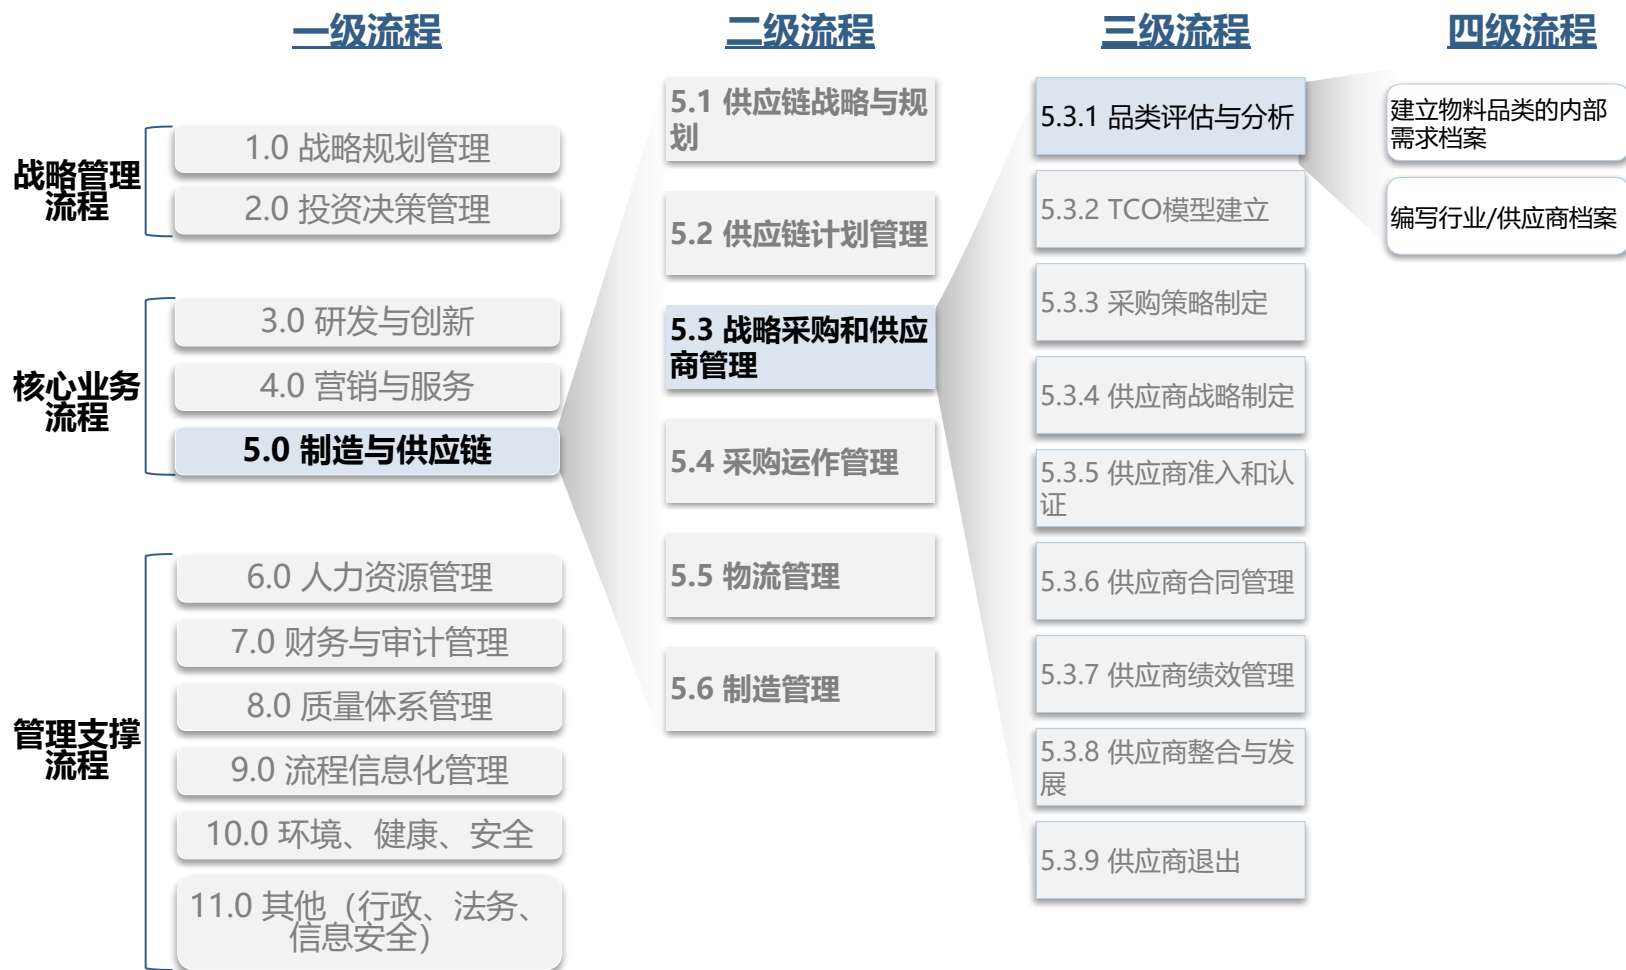 一级流程
二级流程
三级流程
四级流程
战略管理
流程
1.0 战略规划管理
2.0 投资决策管理
核心业务
流程
3.0 研发与创新
4.0 营销与服务
5.0 制造与供应链
管理支撑
流程
6.0 人力资源管理
7.0 财务与审计管理
8.0 质量体系管理
9.0 流程信息化管理
10.0 环境、健康、安全
11.0 其他（行政、法务、
信息安全）
5.1 供应链战略与规
划
5.2 供应链计划管理
5.3 战略采购和供应
商管理
5.4 采购运作管理
5.5 物流管理
5.6 制造管理
5.3.1 品类评估与分析
5.3.2 TCO模型建立
5.3.3 采购策略制定
5.3.4 供应商战略制定
5.3.5 供应商准入和认
证
5.3.6 供应商合同管理
5.3.7 供应商绩效管理
5.3.8 供应商整合与发
展
5.3.9 供应商退出
建立物料品类的内部
需求档案
编写行业/供应商档案